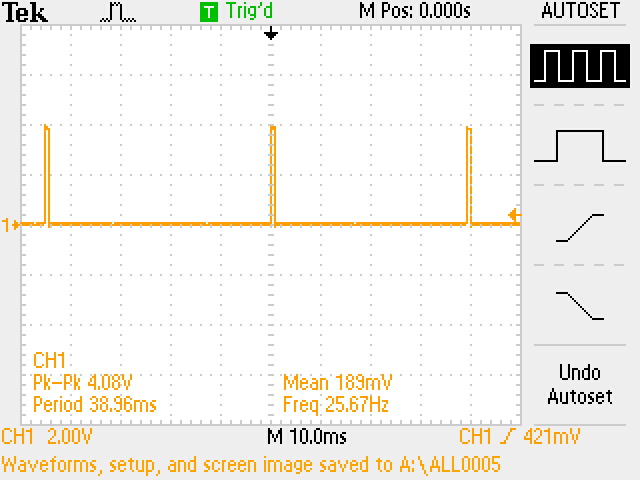 Tek T Trig'd M Pos: 0.000s AUTOSET
1
CH1
Pk-Pk 4.08V Mean 189mV
Period 38.96ms Freq 25.67Hz
Undo
Autoset
CH1 2.00V M 10.0ms CH1 421mV
Waveforms, setup, and screen image saved to A:\ALL0005